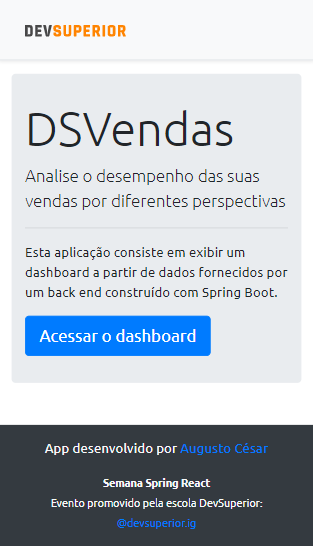 DEVSUPERIOR
DSVendas
Analise o desempenho das suas
vendas por diferentes perspectivas
Esta aplicação consiste em exibir um
dashboard a partir de dados fornecidos por
um back end construído com Spring Boot.
Acessar o dashboard
App desenvolvido por Augusto César
Semana Spring React
Evento promovido pela escola DevSuperior:
@devsuperior.ig